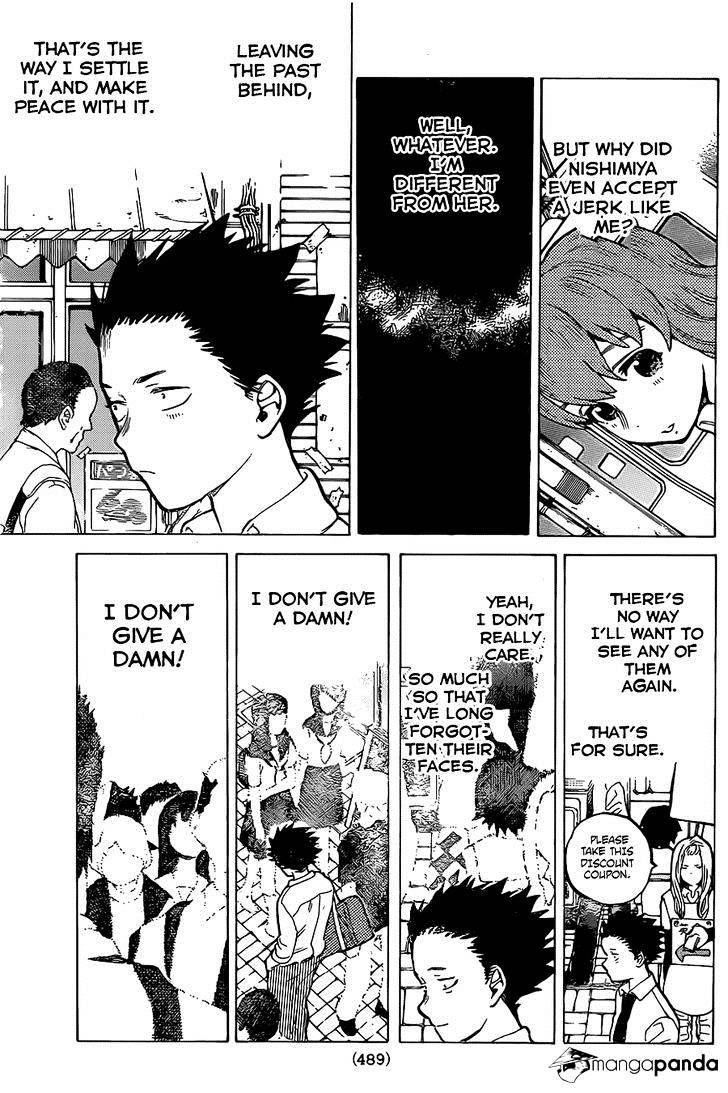 BUT WHY DID
NISHIMIYA
EVEN ACCEPT
A JERK LIKE
ME?
WELL,
WHATEVER.
I'M
DIFFERENT
FROM HER.
LEAVING
THE PAST
BEHIND,
THAT'S THE
WAY I SETTLE
IT, AND MAKE
PEACE WITH IT.
THERE'S
NO WAY
I'LL WANT TO
SEE ANY OF
THEM
AGAIN.
THAT'S
FOR SURE.
PLEASE
TAKE THIS
DISCOUNT
COUPON.
YEAH,
I DON'T
REALLY
CARE.
SO MUCH
SO THAT
I'VE LONG
FORGOT-
TEN THEIR
FACES.
I DON'T GIVE
A DAMN!
I DON'T
GIVE A
DAMN!
(489)
mangapanda